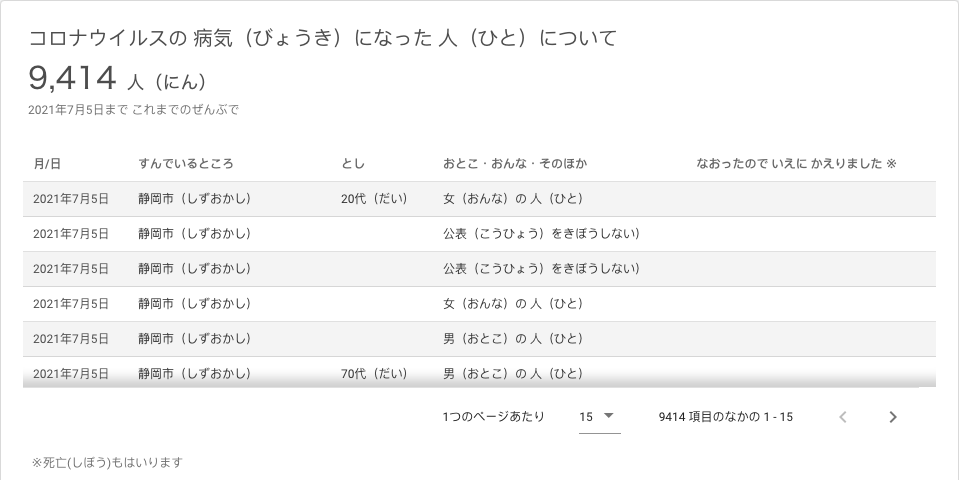 コロナウイルスの 病気（びょうき）になった 人（ひと）について
9,414 人（にん）
2021年7月5日まで これまでのぜんぶで
月/日 すんでいるところ とし おとこ・おんな・そのほか なおったので いえに かえりました ※
2021年7月5日 静岡市（しずおかし） 20代（だい） 女（おんな）の 人（ひと）
2021年7月5日 静岡市（しずおかし） 公表（こうひょう）をきぼうしない）
2021年7月5日 静岡市（しずおかし） 公表（こうひょう）をきぼうしない）
2021年7月5日 静岡市（しずおかし） 女（おんな）の 人（ひと）
2021年7月5日 静岡市（しずおかし） 男（おとこ）の 人（ひと）
2021年7月5日 静岡市（しずおかし） 70代（だい） 男（おとこ）の 人（ひと）
1つのページあたり 15 9414 項目のなかの 1 - 15
※死亡(しぼう)もはいります